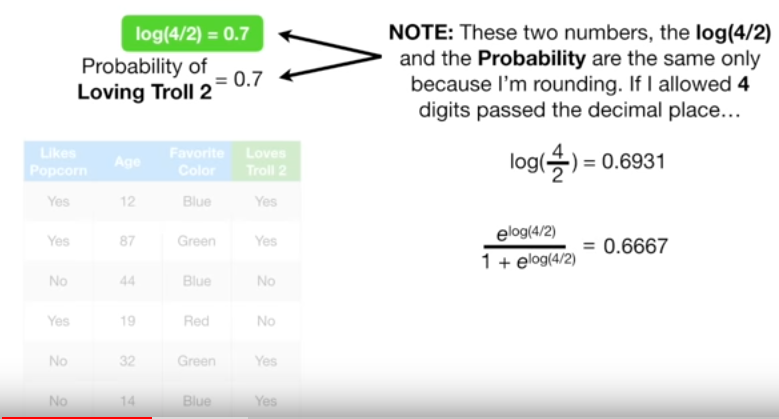 log(4/2) = 0.7
Probability of
Loving Troll 2 = 0.7
NOTE: These two numbers, the log(4/2)
and the Probability are the same only
because I'm rounding. If I allowed 4
digits passed the decimal place...
log(4/2) = 0.6931
e^log(4/2) / 1 + e^log(4/2) = 0.6667
Likes Popcorn Age Favorite Color Loves Troll 2
Yes 12 Blue Yes
Yes 87 Green Yes
No 44 Blue No
Yes 19 Red No
No 32 Green Yes
No 14 Blue Yes